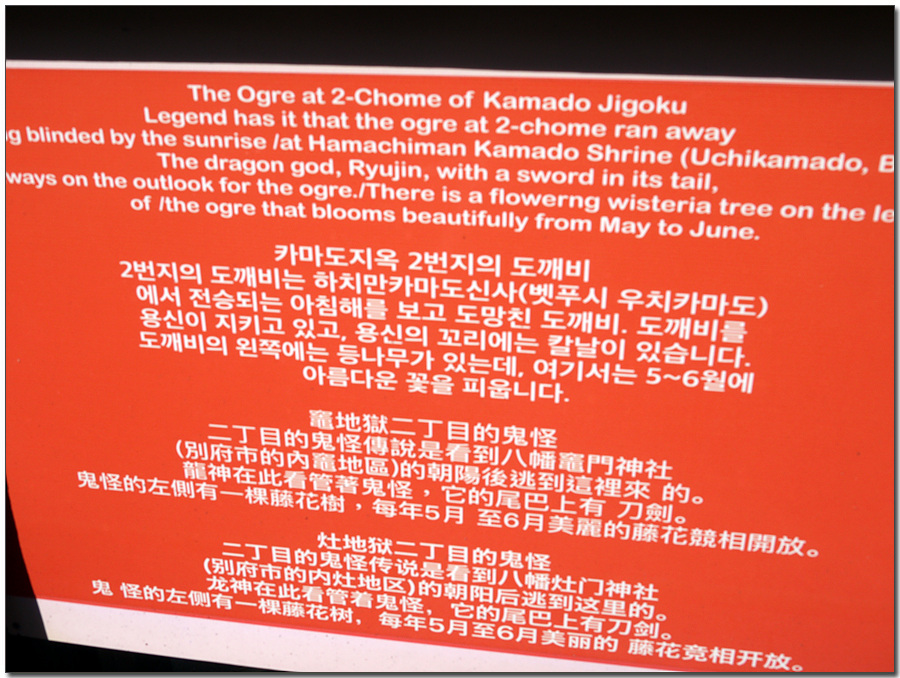 The Ogre at 2-Chome of Kamado Jigoku
Legend has it that the ogre at 2-chome ran away
blinded by the sunrise /at Hamachiman Kamado Shrine (Uchikamado,
The dragon god, Ryujin, with a sword in its tail,
ways on the outlook for the ogre./There is a flowerng wisteria tree on the
of /the ogre that blooms beautifully from May to June.
카마도지옥 2번지의 도깨비
2번지의 도깨비는 하치만카마도신사(벳푸시 우치카마도)
에서 전승되는 아침해를 보고 도망친 도깨비. 도깨비를
용신이 지키고 있고, 용신의 꼬리에는 칼날이 있습니다.
도깨비의 왼쪽에는 등나무가 있는데, 여기서는 5~6월에
아름다운 꽃을 피웁니다.
竈地獄二丁目的鬼怪
二丁目的鬼怪傳說是看到八幡竈門神社
(別府市的內竈地區)的朝陽後逃到這裡來 的。
龍神在此看管著鬼怪，它的尾巴上有 刀劍。
鬼怪的左側有一棵藤花樹，每年5月 至6月美麗的藤花競相開放。
灶地狱二丁目的鬼怪
二丁目的鬼怪传说是看到八幡灶门神社
(别府市的内灶地区)的朝阳后逃到这里的。
龙神在此看管着鬼怪，它的尾巴上有刀剑。
鬼 怪的左側有一棵藤花树，每年5月至6月美丽的 藤花竞相开放。